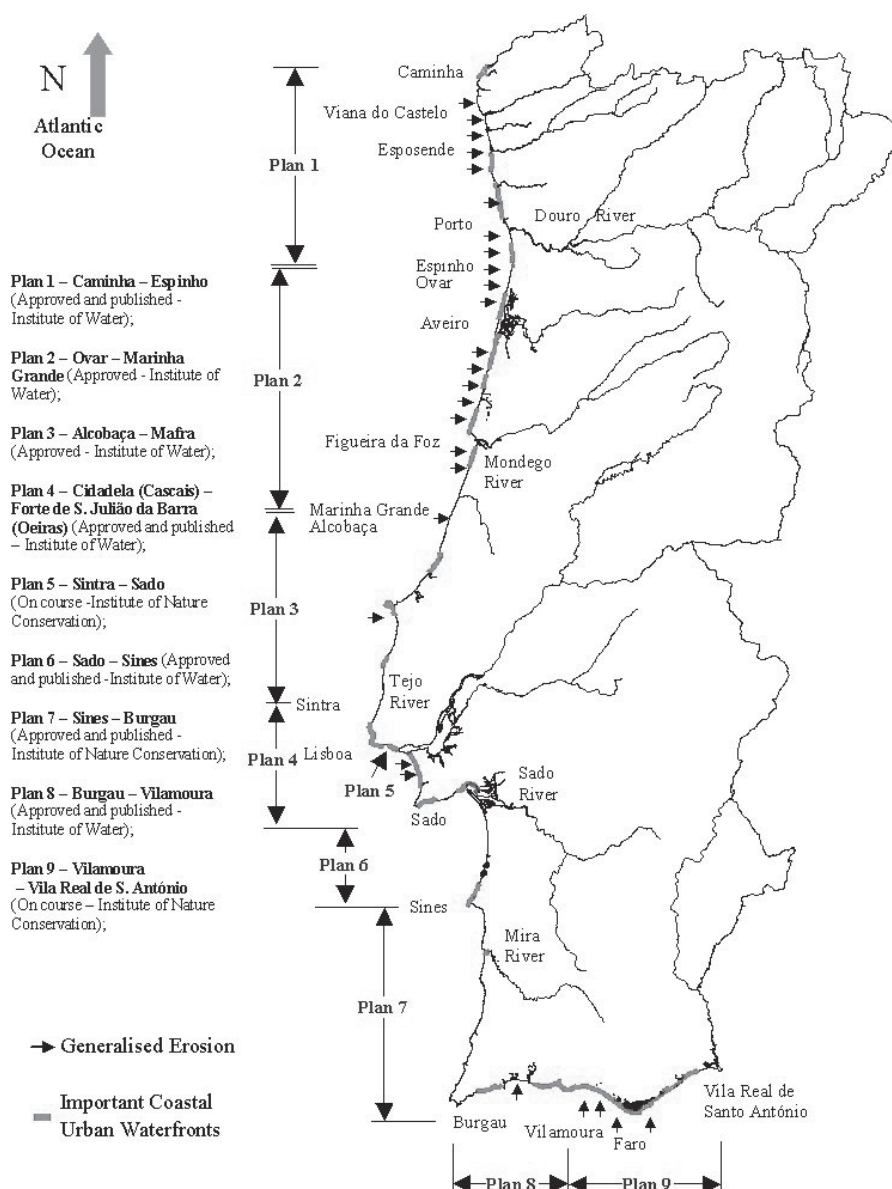 N
Atlantic
Ocean
Plan 1 – Caminha – Espinho
(Approved and published -
Institute of Water);
Plan 2 – Ovar – Marinha
Grande (Approved - Institute of
Water);
Plan 3 – Alcobaça – Mafra
(Approved - Institute of Water);
Plan 4 – Cidadela (Cascais) –
Forte de S. Julião da Barra
(Oeiras) (Approved and published
– Institute of Water);
Plan 5 – Sintra – Sado
(On course -Institute of Nature
Conservation);
Plan 6 – Sado – Sines (Approved
and published -Institute of Water);
Plan 7 – Sines – Burgau
(Approved and published -
Institute of Nature Conservation);
Plan 8 – Burgau – Vilamoura
(Approved and published -
Institute of Water);
Plan 9 – Vilamoura
– Vila Real de S. António
(On course – Institute of Nature
Conservation);
Generalised Erosion
Important Coastal
Urban Waterfronts
Plan 1
Plan 2
Plan 3
Plan 4
Plan 5
Plan 6
Plan 7
Plan 8
Plan 9
Caminha
Viana do Castelo
Esposende
Porto
Douro River
Espinho
Ovar
Aveiro
Figueira da Foz
Mondego
River
Marinha Grande
Alcobaça
Tejo
River
Sintra
Lisboa
Sado
River
Sado
Sines
Mira
River
Burgau
Vilamoura
Faro
Vila Real de
Santo António